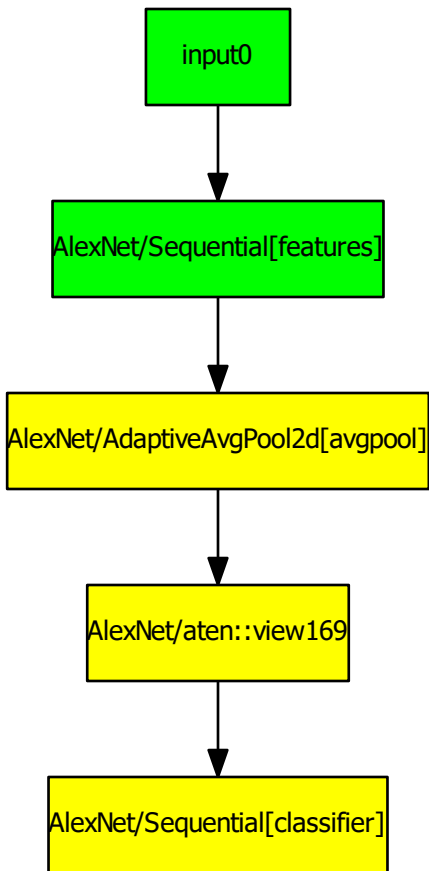 input0
AlexNet/Sequential[features]
AlexNet/AdaptiveAvgPool2d[avgpool]
AlexNet/aten::view169
AlexNet/Sequential[classifier]